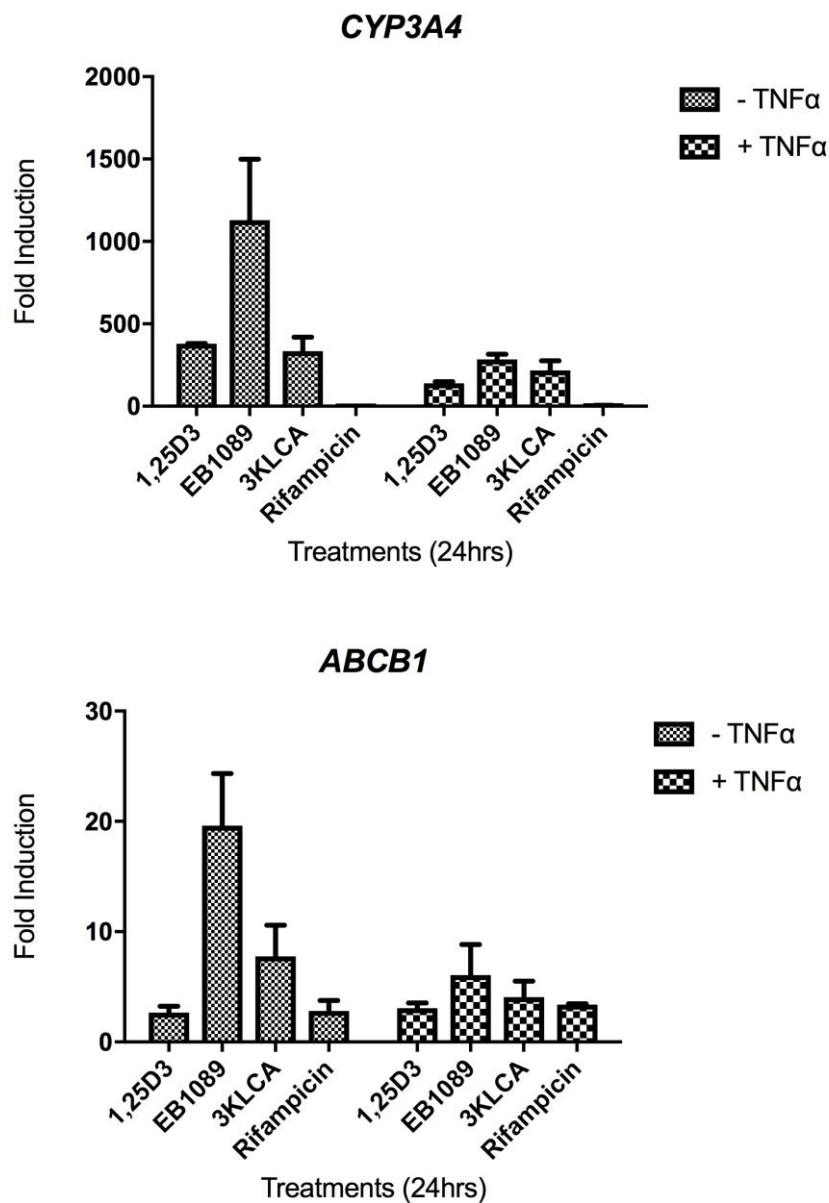 CYP3A4
2000
1500
1000
500
0
Fold Induction
1,25D3
EB1089
3KLCA
Rifampicin
1,25D3
EB1089
3KLCA
Rifampicin
Treatments (24hrs)
- TNFα
+ TNFα
ABCB1
30
20
10
0
Fold Induction
1,25D3
EB1089
3KLCA
Rifampicin
1,25D3
EB1089
3KLCA
Rifampicin
Treatments (24hrs)
- TNFα
+ TNFα